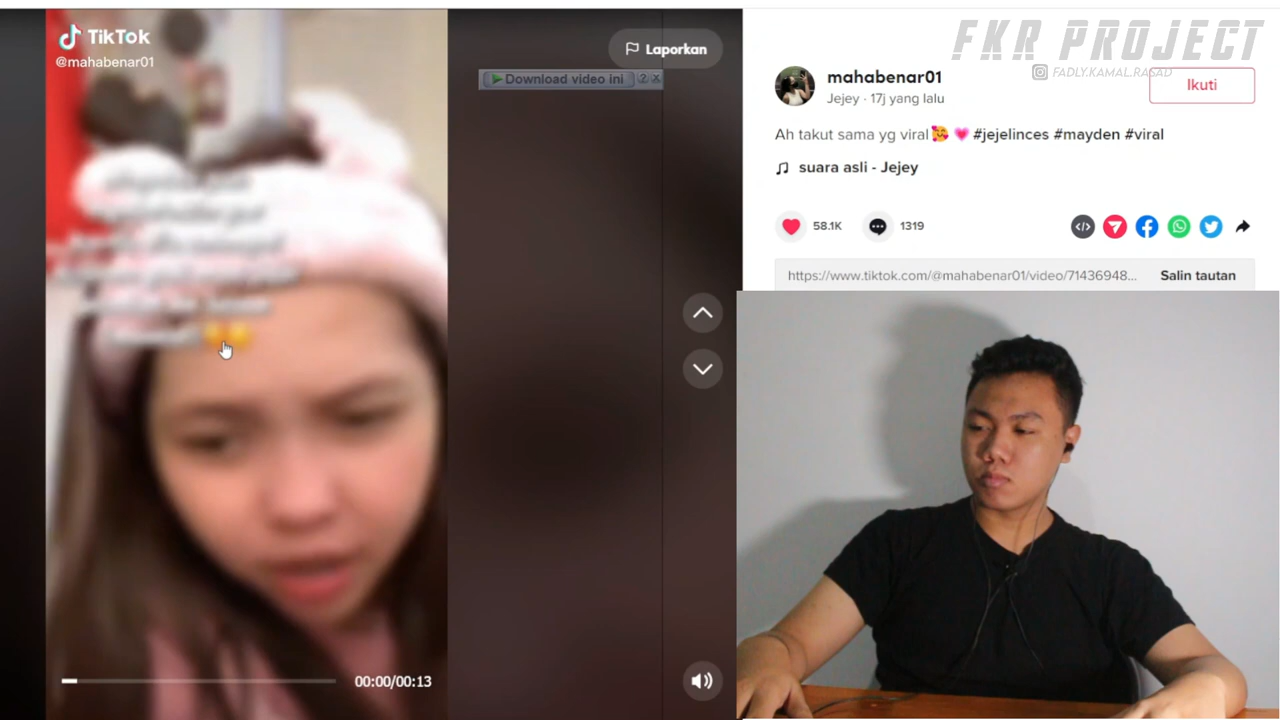 TikTok
@mahabenar01
Laporkan
Download video ini
00:00/00:13
FKR PROJECT
FADLY.KAMAL.RASAD
mahabenar01
Jejey · 17j yang lalu
Ikuti
Ah takut sama yg viral🥰 💗 #jejelinces #mayden #viral
suara asli - Jejey
58.1K
1319
https://www.tiktok.com/@mahabenar01/video/71436948...
Salin tautan